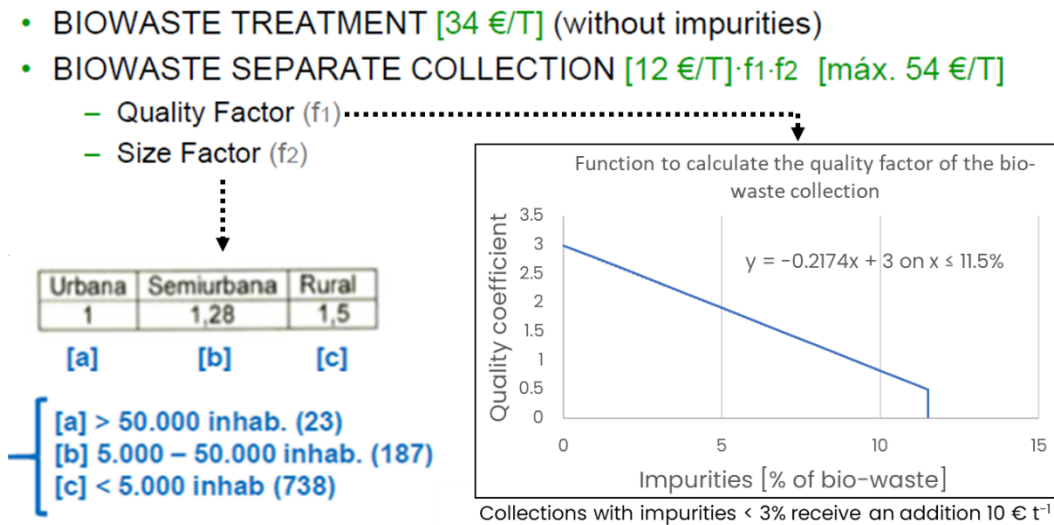 • BIOWASTE TREATMENT [34 €/T] (without impurities)
• BIOWASTE SEPARATE COLLECTION [12 €/T]·f1·f2 [máx. 54 €/T]
– Quality Factor (f1)
– Size Factor (f2)
Urbana Semiurbana Rural
1 1,28 1,5
[a] [b] [c]
[a] > 50.000 inhab. (23)
[b] 5.000 – 50.000 inhab. (187)
[c] < 5.000 inhab (738)
Function to calculate the quality factor of the bio-
waste collection
Quality coefficient
3.5
3
2.5
2
1.5
1
0.5
0
y = -0.2174x + 3 on x ≤ 11.5%
0 5 10 15
Impurities [% of bio-waste]
Collections with impurities < 3% receive an addition 10 € t⁻¹